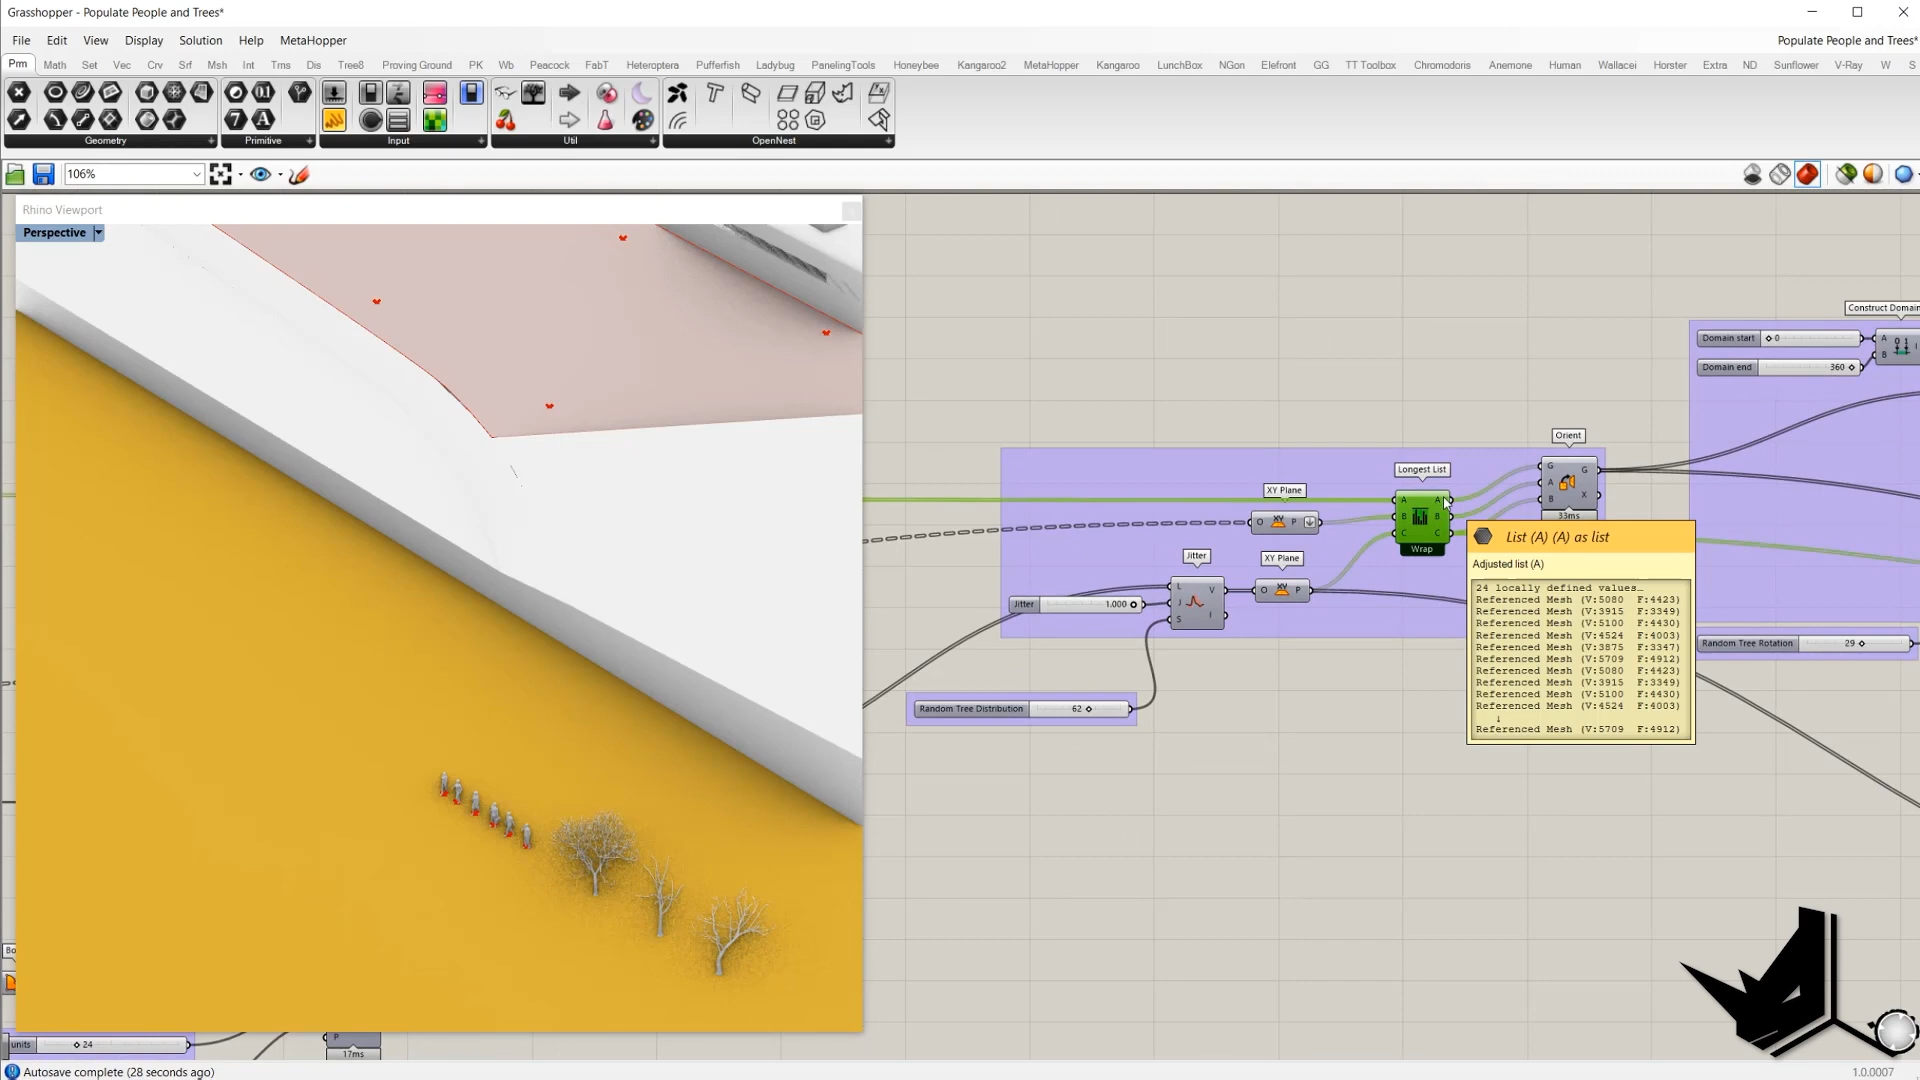 Grasshopper - Populate People and Trees*
File Edit View Display Solution Help MetaHopper
Populate People and Trees*
Prm Math Set Vec Crv Srf Msh Int Trns Dis Tree8 Proving Ground PK Wb Peacock FabT Heteroptera Pufferfish Ladybug PanelingTools Honeybee Kangaroo2 MetaHopper Kangaroo LunchBox NGon Elefront GG TT Toolbox Chromodoris Anemone Human Wallacei Horster Extra ND Sunflower V-Ray W S
Geometry Primitive Input Util OpenNest
106%
Rhino Viewport
Perspective
Construct Domain
Domain start 0
A
B
I
Domain end 360
Orient
G
A
B
G
X
33ms
Longest List
A
B
C
A
B
C
Wrap
XY Plane
O XY P
Jitter
L
J
S
V
I
XY Plane
O XY P
Jitter 1.000
Random Tree Distribution 62
Random Tree Rotation 29
List (A) (A) as list
Adjusted list (A)
24 locally defined values…
Referenced Mesh (V:5080 F:4423)
Referenced Mesh (V:3915 F:3349)
Referenced Mesh (V:5100 F:4430)
Referenced Mesh (V:4524 F:4003)
Referenced Mesh (V:3875 F:3347)
Referenced Mesh (V:5709 F:4912)
Referenced Mesh (V:5080 F:4423)
Referenced Mesh (V:3915 F:3349)
Referenced Mesh (V:5100 F:4430)
Referenced Mesh (V:4524 F:4003)
↓
Referenced Mesh (V:5709 F:4912)
Bo
units 24
P
17ms
Autosave complete (28 seconds ago)
1.0.0007